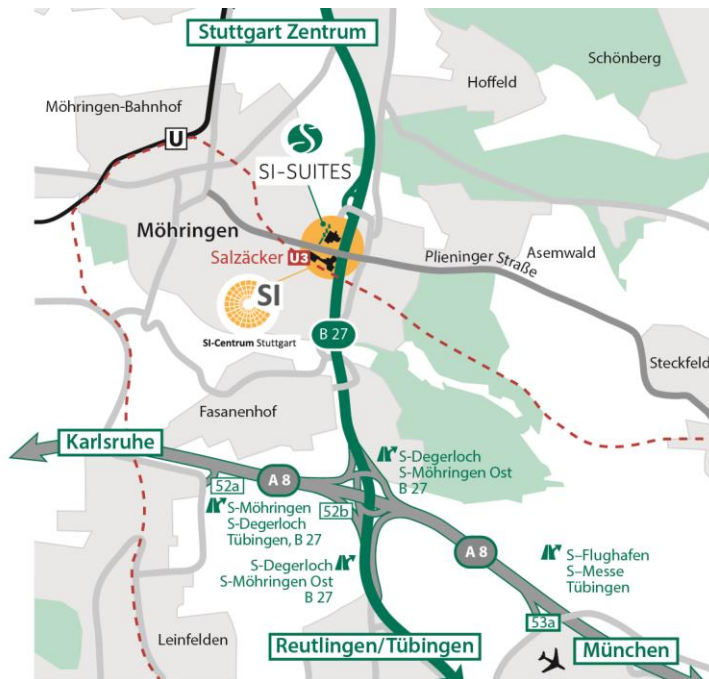 Stuttgart Zentrum
Hoffeld
Schönberg
Möhringen-Bahnhof
U
SI-SUITES
Möhringen
Salzäcker U3
Plieninger Straße
Asemwald
SI
SI-Centrum Stuttgart
B 27
Steckfeld
Fasanenhof
Karlsruhe
S-Degerloch
S-Möhringen Ost
B 27
52a
A 8
S-Möhringen
S-Degerloch
Tübingen, B 27
52b
A 8
S–Flughafen
S–Messe
Tübingen
S-Degerloch
S-Möhringen Ost
B 27
53a
Leinfelden
Reutlingen/Tübingen
München